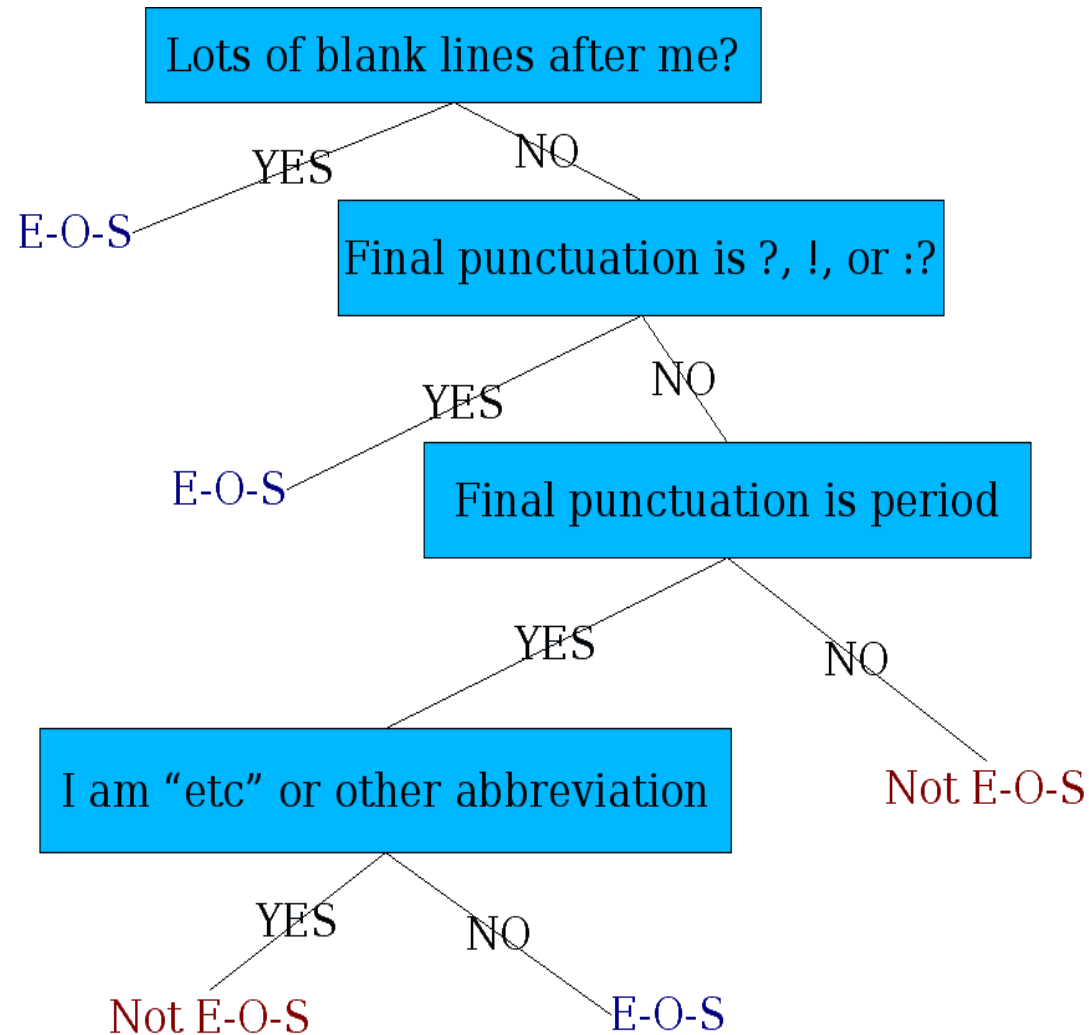 Lots of blank lines after me?
YES
NO
E-O-S
Final punctuation is ?, !, or :?
YES
NO
E-O-S
Final punctuation is period
YES
NO
I am “etc” or other abbreviation
Not E-O-S
YES
NO
Not E-O-S
E-O-S